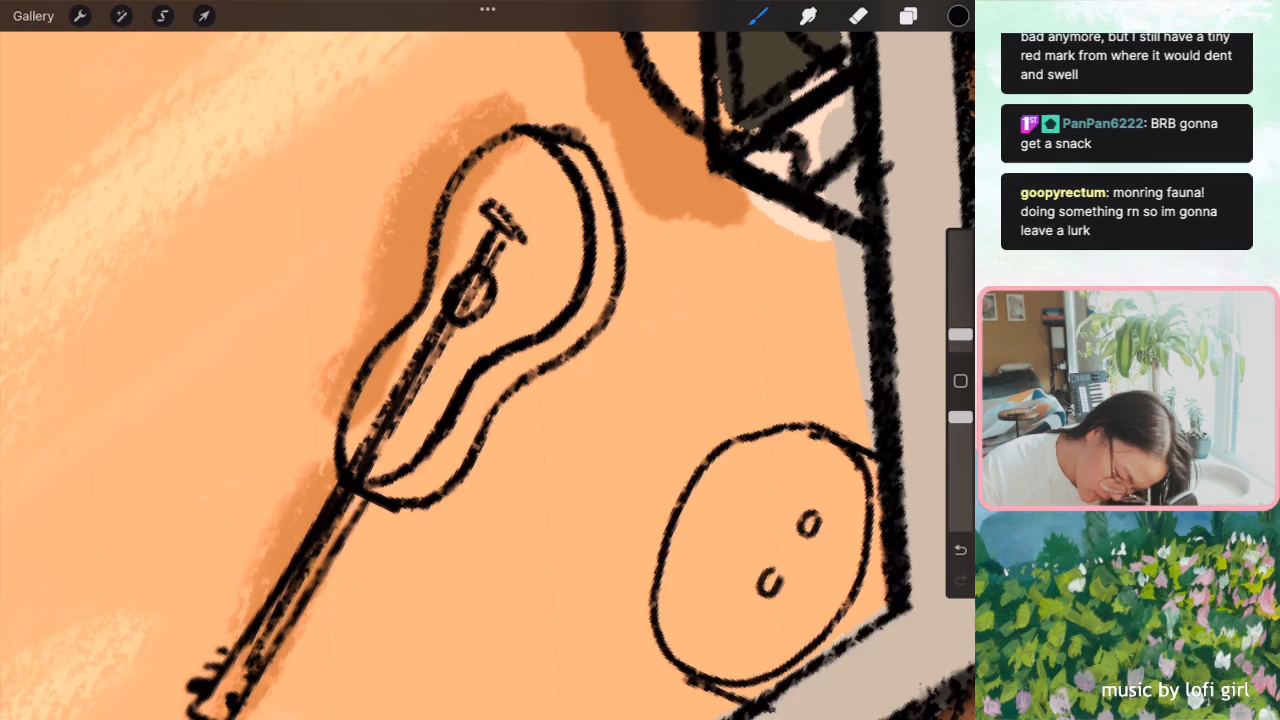 Gallery
bad anymore, but I still have a tiny
red mark from where it would dent
and swell
1ST PanPan6222: BRB gonna
get a snack
goopyrectum: monring fauna!
doing something rn so im gonna
leave a lurk
music by lofi girl